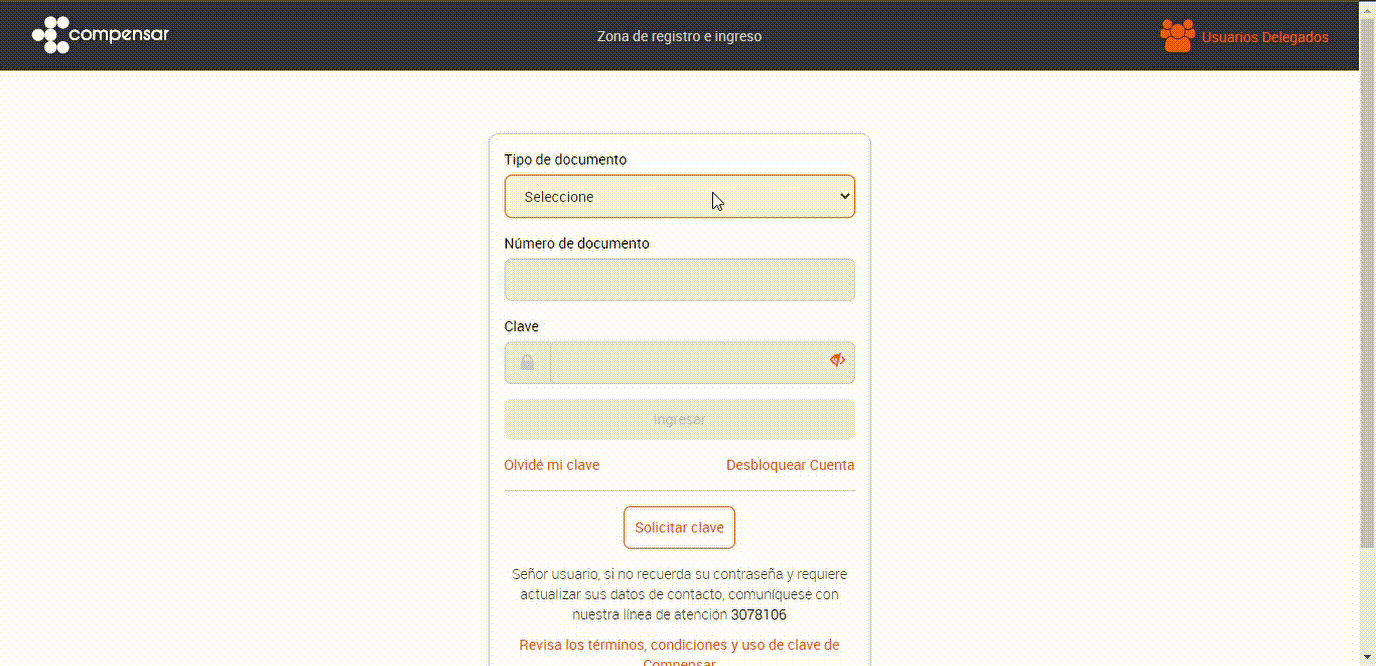 compensar
Zona de registro e ingreso
Usuarios Delegados
Tipo de documento
Seleccione
Número de documento
Clave
Ingresar
Olvidé mi clave
Desbloquear Cuenta
Solicitar clave
Señor usuario, si no recuerda su contraseña y requiere
actualizar sus datos de contacto, comuníquese con
nuestra línea de atención 3078106
Revisa los términos, condiciones y uso de clave de
Compensar